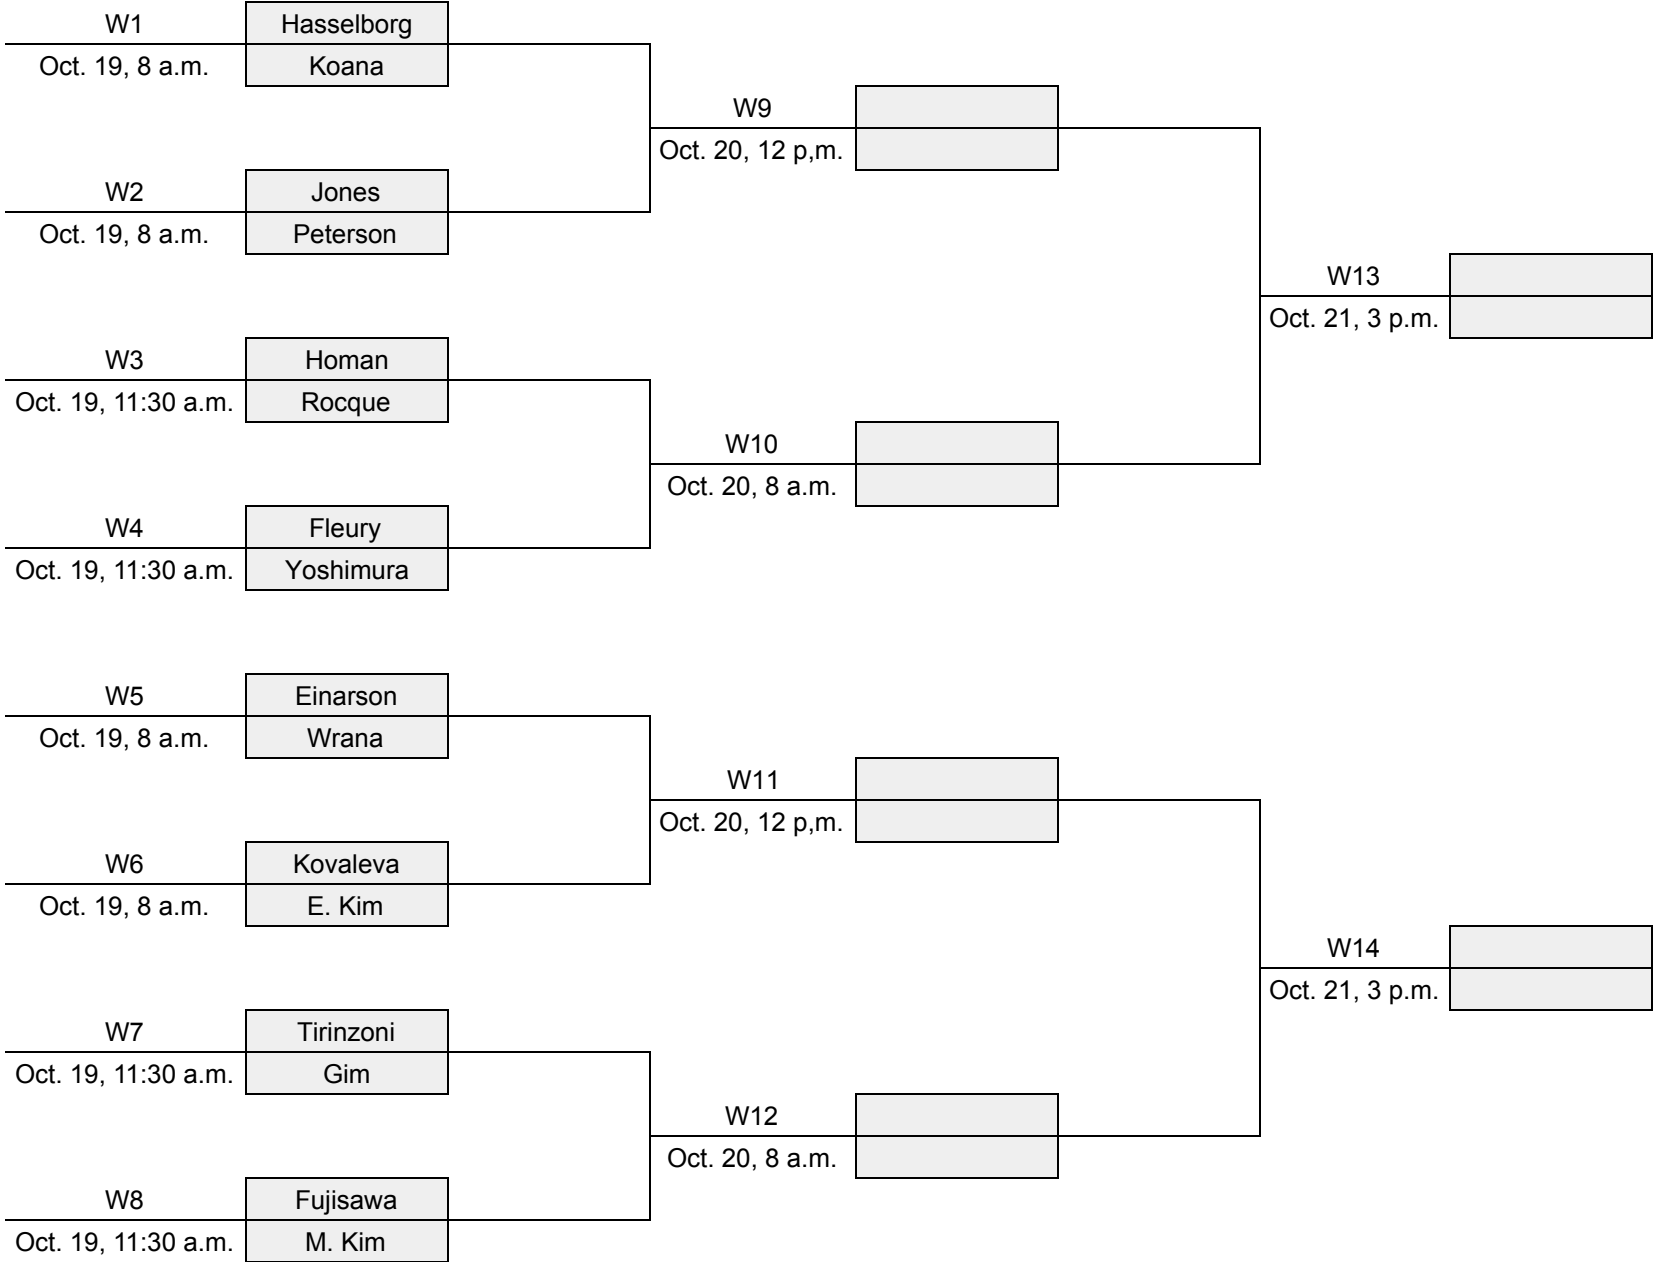 W1
Hasselborg
Oct. 19, 8 a.m.
Koana
W9
Oct. 20, 12 p,m.
W2
Jones
Oct. 19, 8 a.m.
Peterson
W13
Oct. 21, 3 p.m.
W3
Homan
Oct. 19, 11:30 a.m.
Rocque
W10
Oct. 20, 8 a.m.
W4
Fleury
Oct. 19, 11:30 a.m.
Yoshimura
W5
Einarson
Oct. 19, 8 a.m.
Wrana
W11
Oct. 20, 12 p,m.
W6
Kovaleva
Oct. 19, 8 a.m.
E. Kim
W14
Oct. 21, 3 p.m.
W7
Tirinzoni
Oct. 19, 11:30 a.m.
Gim
W12
Oct. 20, 8 a.m.
W8
Fujisawa
Oct. 19, 11:30 a.m.
M. Kim